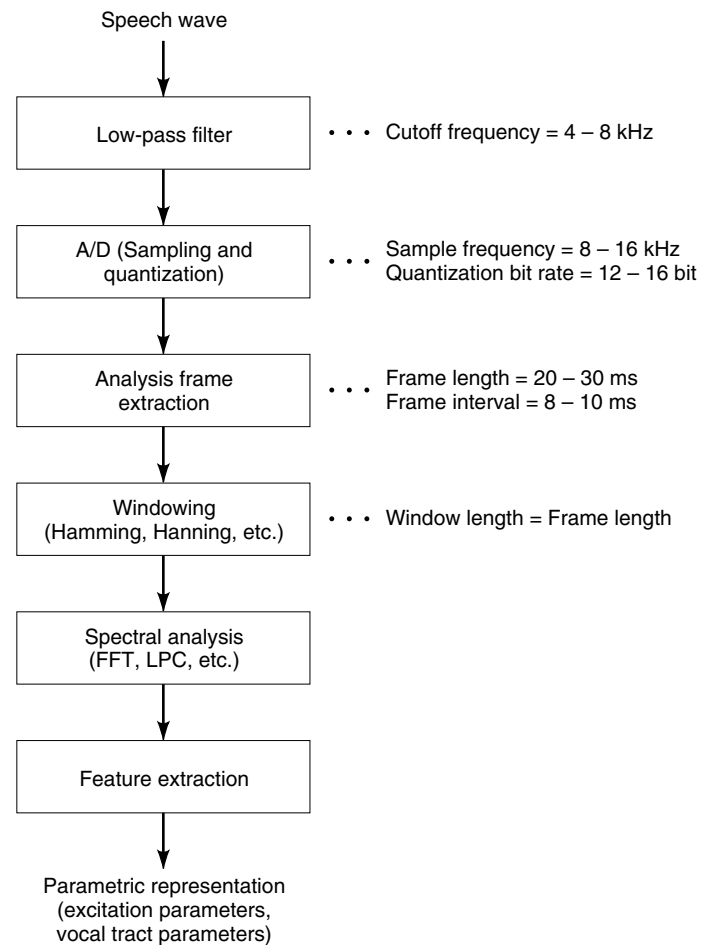 Speech wave
Low-pass filter
• • • Cutoff frequency = 4 – 8 kHz
A/D (Sampling and
quantization)
• • • Sample frequency = 8 – 16 kHz
Quantization bit rate = 12 – 16 bit
Analysis frame
extraction
• • • Frame length = 20 – 30 ms
Frame interval = 8 – 10 ms
Windowing
(Hamming, Hanning, etc.)
• • • Window length = Frame length
Spectral analysis
(FFT, LPC, etc.)
Feature extraction
Parametric representation
(excitation parameters,
vocal tract parameters)